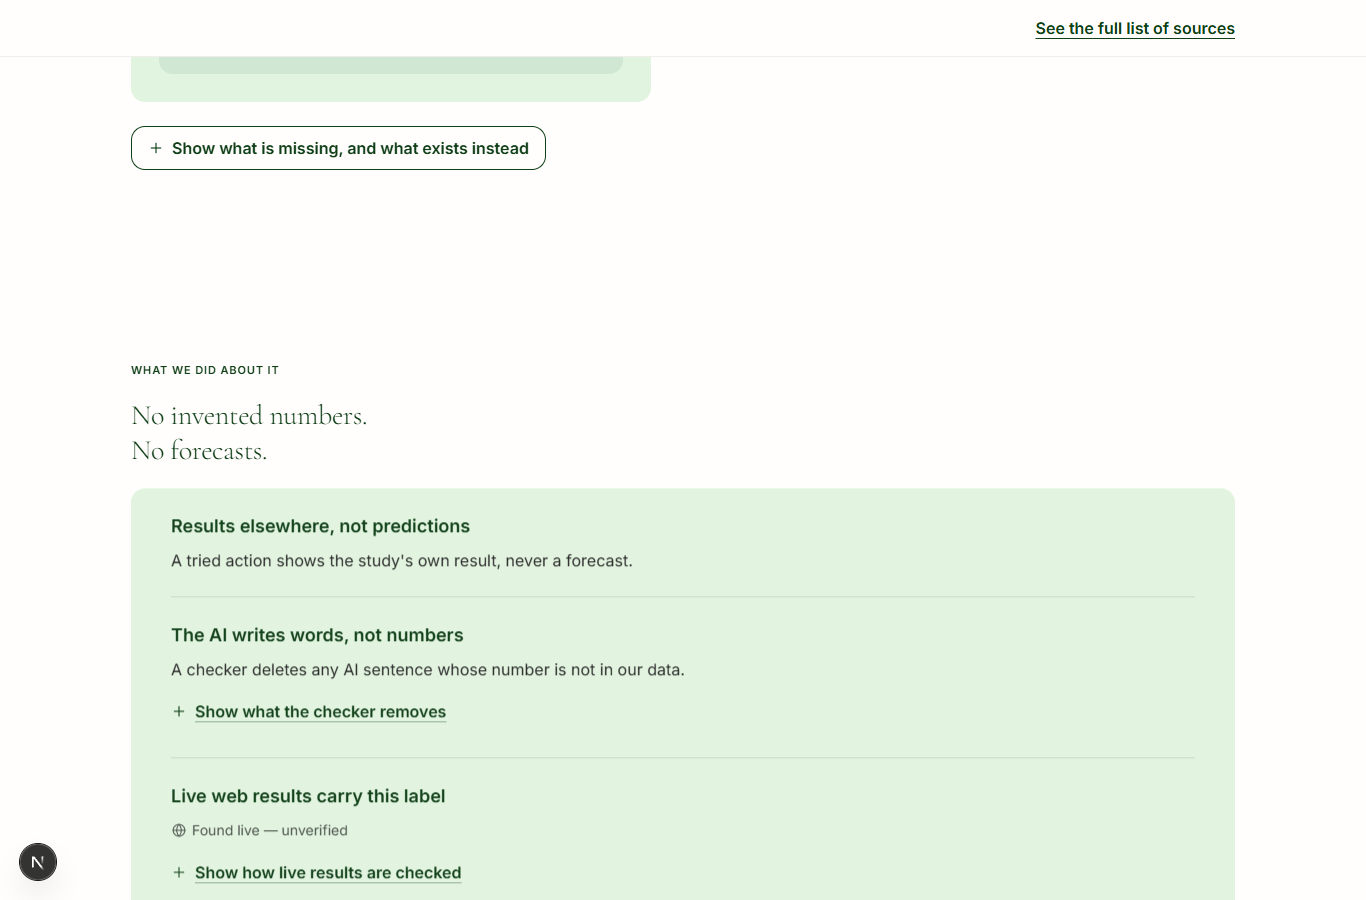 See the full list of sources
Show what is missing, and what exists instead
WHAT WE DID ABOUT IT
No invented numbers.
No forecasts.
Results elsewhere, not predictions
A tried action shows the study's own result, never a forecast.
The AI writes words, not numbers
A checker deletes any AI sentence whose number is not in our data.
Show what the checker removes
Live web results carry this label
Found live — unverified
Show how live results are checked
N